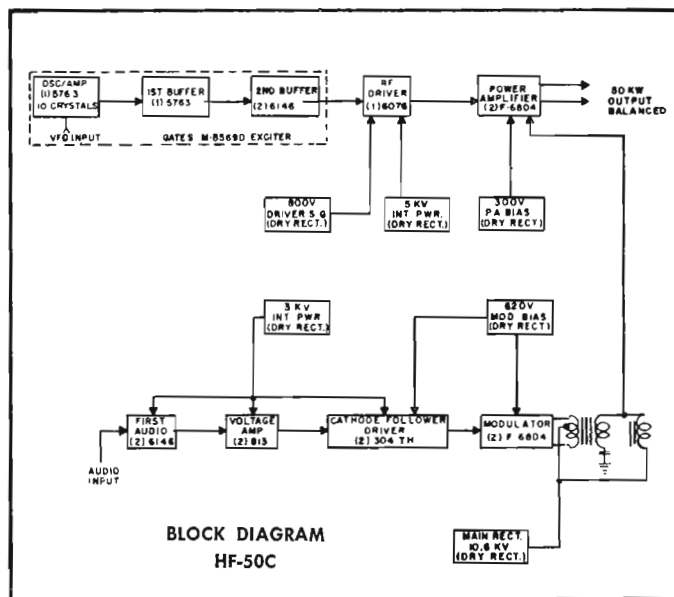 OSC/AMP
(1) 5763
10 CRYSTALS
1ST BUFFER
(1) 5763
2ND BUFFER
(2) 6146
RF
DRIVER
(1) 6076
POWER
AMPLIFIER
(2) F-6804
50 KW
OUTPUT
BALANCED
VFO INPUT
GATES M-8569D EXCITER
800V
DRIVER S G
(DRY RECT.)
5 KV
INT PWR.
(DRY RECT.)
300V
P.A BIAS
(DRY RECT)
3 KV
INT PWR
(DRY RECT.)
620V
MOD BIAS
(DRY RECT)
FIRST
AUDIO
(2) 6146
VOLTAGE
AMP
(2) 813
CATHODE FOLLOWER
DRIVER
(2) 304 TH
MODULATOR
(2) F 6804
AUDIO
INPUT
MAIN RECT.
10.6 KV
(DRY RECT.)
BLOCK DIAGRAM
HF-50C